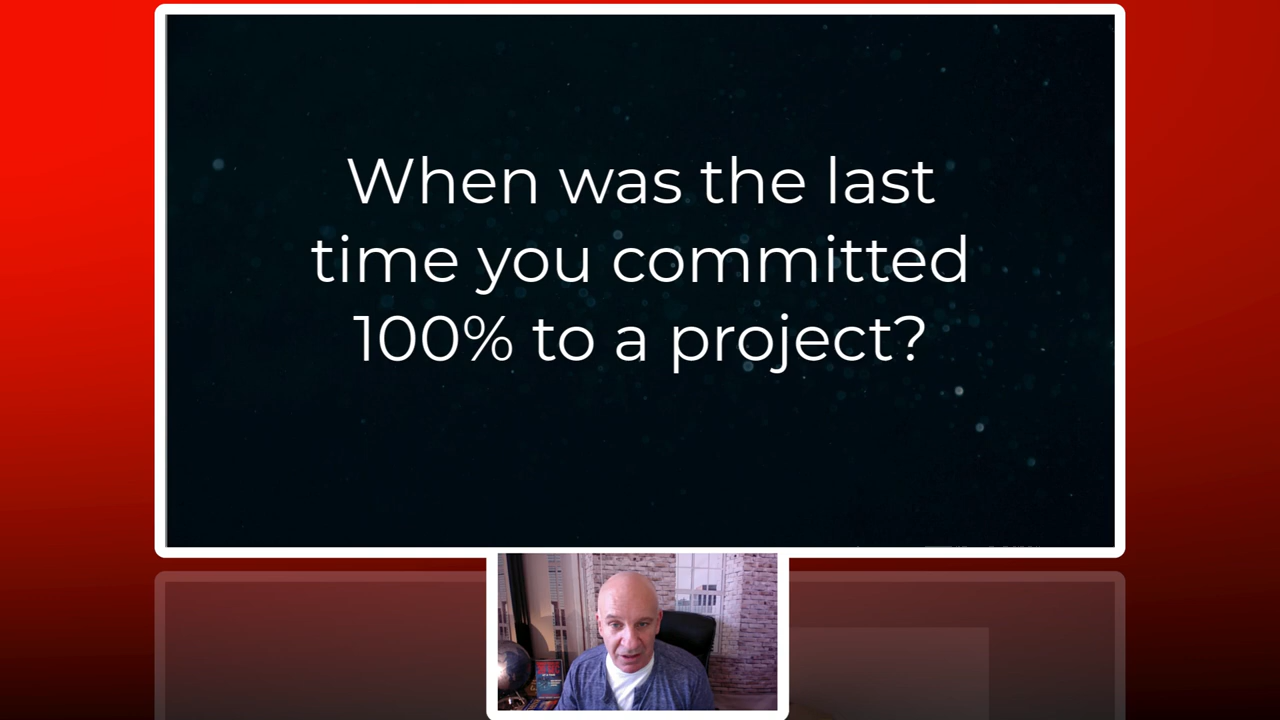 When was the last
time you committed
100% to a project?